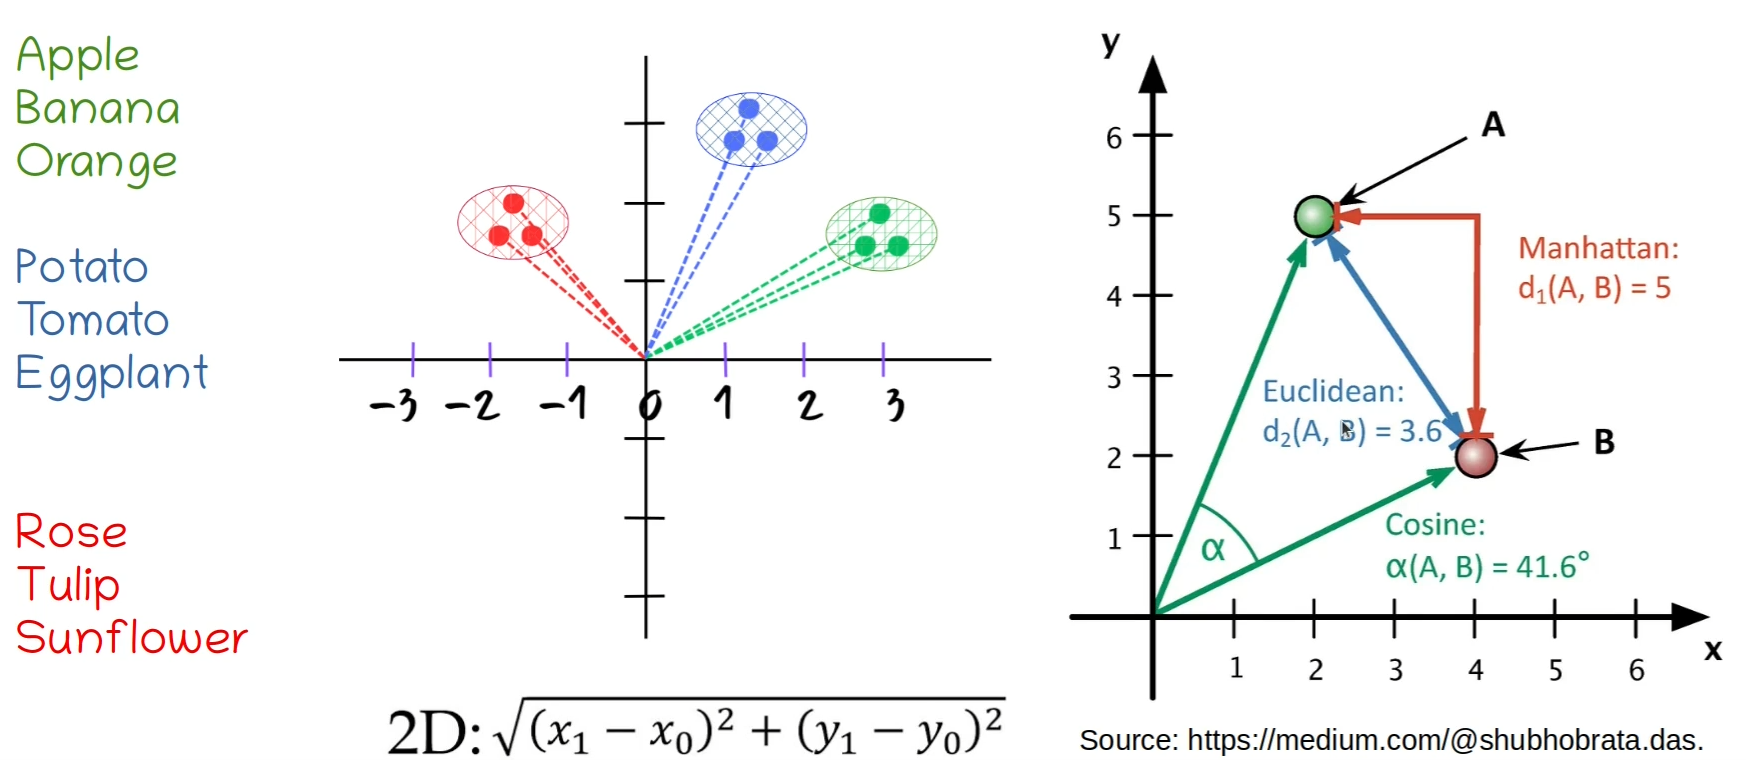 Apple
Banana
Orange
Potato
Tomato
Eggplant
Rose
Tulip
Sunflower
-3 -2 -1 0 1 2 3
2D: √(x₁ − x₀)² + (y₁ − y₀)²
y
6
5
4
3
2
1
A
Manhattan:
d₁(A, B) = 5
Euclidean:
d₂(A, B) = 3.6
B
Cosine:
α(A, B) = 41.6°
α
1 2 3 4 5 6
x
Source: https://medium.com/@shubhobrata.das.